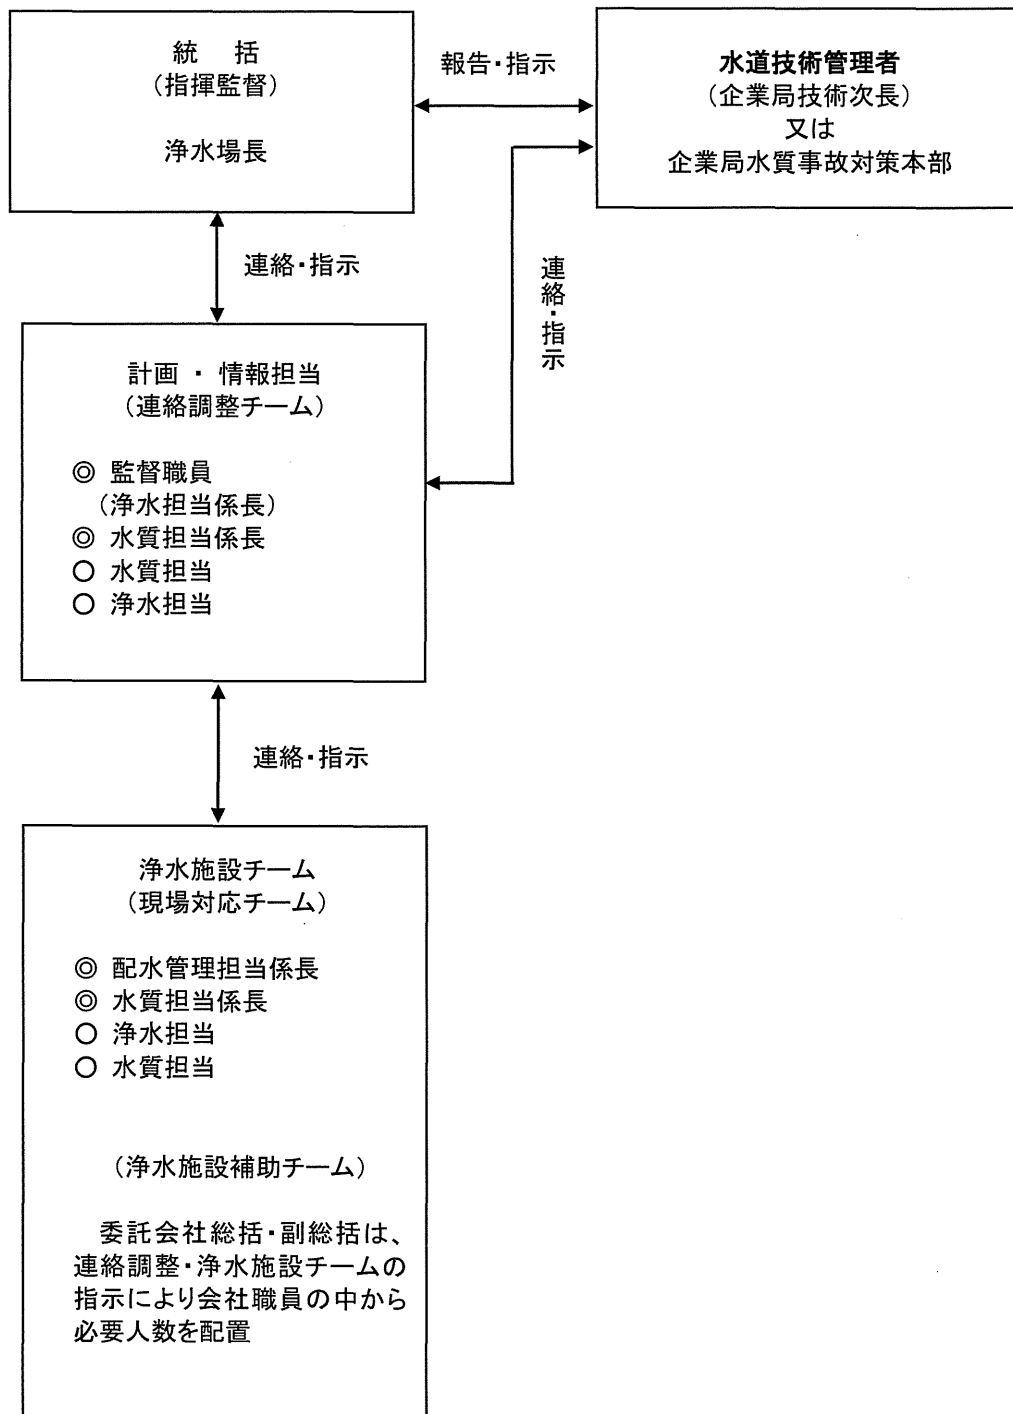 統　括
（指揮監督）
浄水場長
報告・指示
水道技術管理者
（企業局技術次長）
又は
企業局水質事故対策本部
連絡・指示
連絡・指示
計画 ・ 情報担当
（連絡調整チーム）
◎ 監督職員
（浄水担当係長）
◎ 水質担当係長
○ 水質担当
○ 浄水担当
連絡・指示
浄水施設チーム
（現場対応チーム）
◎ 配水管理担当係長
◎ 水質担当係長
○ 浄水担当
○ 水質担当
（浄水施設補助チーム）
　委託会社総括・副総括は、
連絡調整・浄水施設チームの
指示により会社職員の中から
必要人数を配置